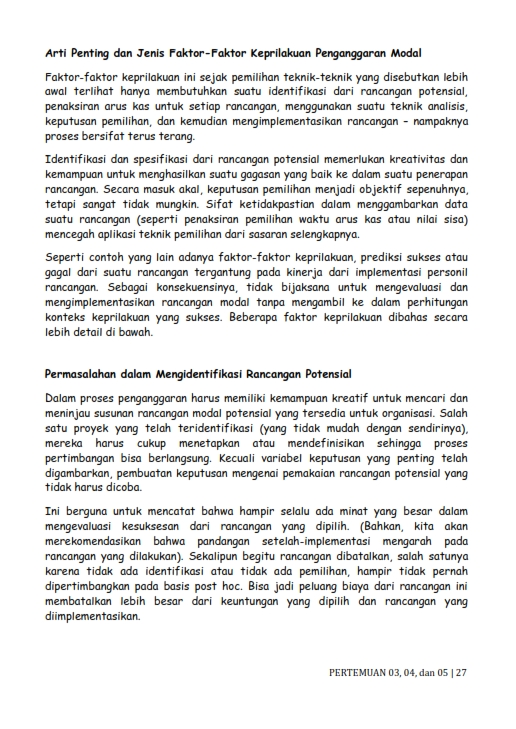 Arti Penting dan Jenis Faktor-Faktor Keprilakuan Penganggaran Modal
Faktor-faktor keprilakuan ini sejak pemilihan teknik-teknik yang disebutkan lebih
awal terlihat hanya membutuhkan suatu identifikasi dari rancangan potensial,
penaksiran arus kas untuk setiap rancangan, menggunakan suatu teknik analisis,
keputusan pemilihan, dan kemudian mengimplementasikan rancangan – nampaknya
proses bersifat terus terang.
Identifikasi dan spesifikasi dari rancangan potensial memerlukan kreativitas dan
kemampuan untuk menghasilkan suatu gagasan yang baik ke dalam suatu penerapan
rancangan. Secara masuk akal, keputusan pemilihan menjadi objektif sepenuhnya,
tetapi sangat tidak mungkin. Sifat ketidakpastian dalam menggambarkan data
suatu rancangan (seperti penaksiran pemilihan waktu arus kas atau nilai sisa)
mencegah aplikasi teknik pemilihan dari sasaran selengkapnya.
Seperti contoh yang lain adanya faktor-faktor keprilakuan, prediksi sukses atau
gagal dari suatu rancangan tergantung pada kinerja dari implementasi personil
rancangan. Sebagai konsekuensinya, tidak bijaksana untuk mengevaluasi dan
mengimplementasikan rancangan modal tanpa mengambil ke dalam perhitungan
konteks keprilakuan yang sukses. Beberapa faktor keprilakuan dibahas secara
lebih detail di bawah.
Permasalahan dalam Mengidentifikasi Rancangan Potensial
Dalam proses penganggaran harus memiliki kemampuan kreatif untuk mencari dan
meninjau susunan rancangan modal potensial yang tersedia untuk organisasi. Salah
satu proyek yang telah teridentifikasi (yang tidak mudah dengan sendirinya),
mereka harus cukup menetapkan atau mendefinisikan sehingga proses
pertimbangan bisa berlangsung. Kecuali variabel keputusan yang penting telah
digambarkan, pembuatan keputusan mengenai pemakaian rancangan potensial yang
tidak harus dicoba.
Ini berguna untuk mencatat bahwa hampir selalu ada minat yang besar dalam
mengevaluasi kesuksesan dari rancangan yang dipilih. (Bahkan, kita akan
merekomendasikan bahwa pandangan setelah-implementasi mengarah pada
rancangan yang dilakukan). Sekalipun begitu rancangan dibatalkan, salah satunya
karena tidak ada identifikasi atau tidak ada pemilihan, hampir tidak pernah
dipertimbangkan pada basis post hoc. Bisa jadi peluang biaya dari rancangan ini
membatalkan lebih besar dari keuntungan yang dipilih dan rancangan yang
diimplementasikan.
PERTEMUAN 03, 04, dan 05 | 27